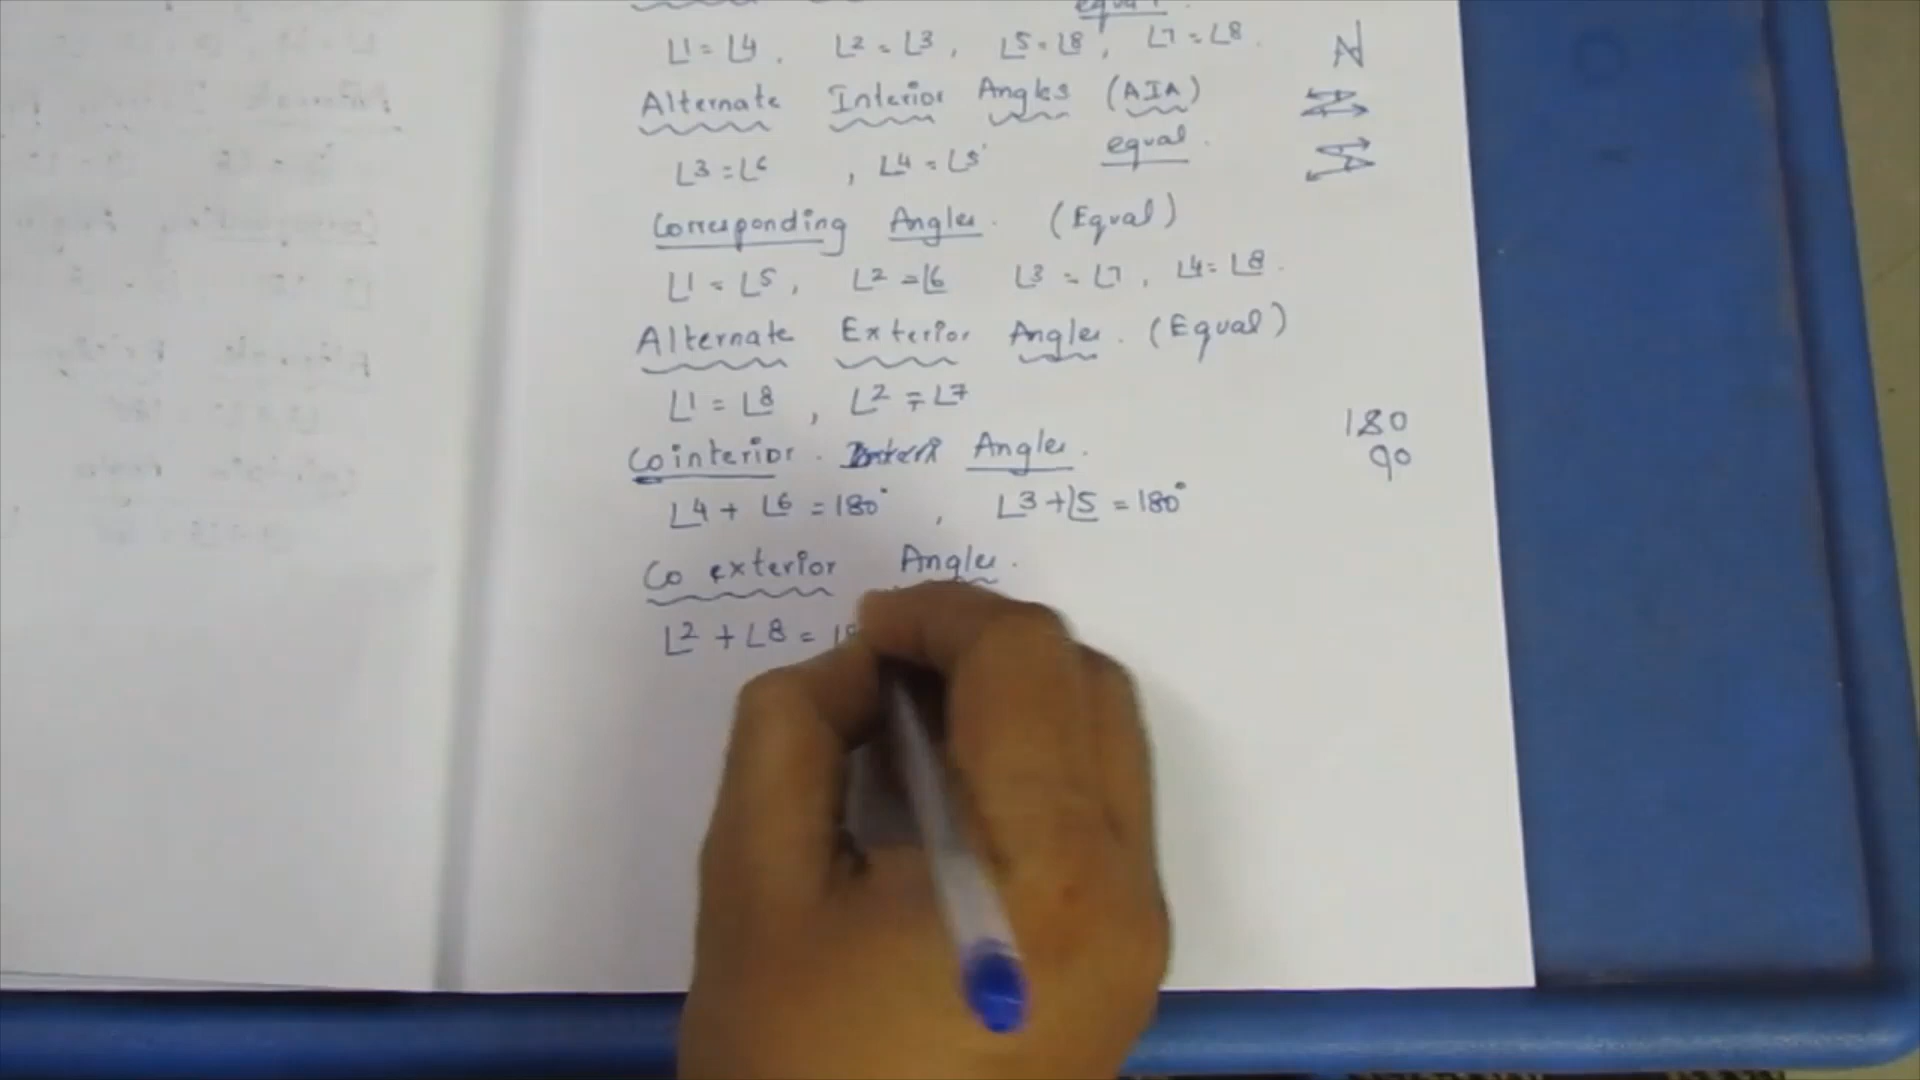 equal.
∠1 = ∠4, ∠2 = ∠3, ∠5 = ∠8, ∠7 = ∠8.
Alternate Interior Angles (AIA)
equal.
∠3 = ∠6, ∠4 = ∠5
Corresponding Angles. (Equal)
∠1 = ∠5, ∠2 = ∠6 ∠3 = ∠7, ∠4 = ∠8.
Alternate Exterior Angles. (Equal)
∠1 = ∠8, ∠2 = ∠7
180
90
Cointerior. Angles.
∠4 + ∠6 = 180°, ∠3 + ∠5 = 180°
Co exterior Angles.
∠2 + ∠8 = 18